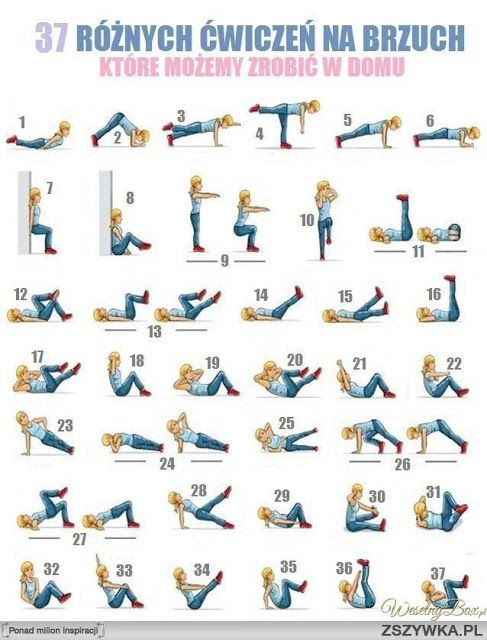 37 RÓŻNYCH ĆWICZEŃ NA BRZUCH
KTÓRE MOŻEMY ZROBIĆ W DOMU
1 2 3 4 5 6
7 8 9 10 11
12 13 14 15 16
17 18 19 20 21 22
23 24 25 26
27 28 29 30 31
32 33 34 35 36 37
WeselnyBox.pl
Ponad milion inspiracji
ZSZYWKA.PL